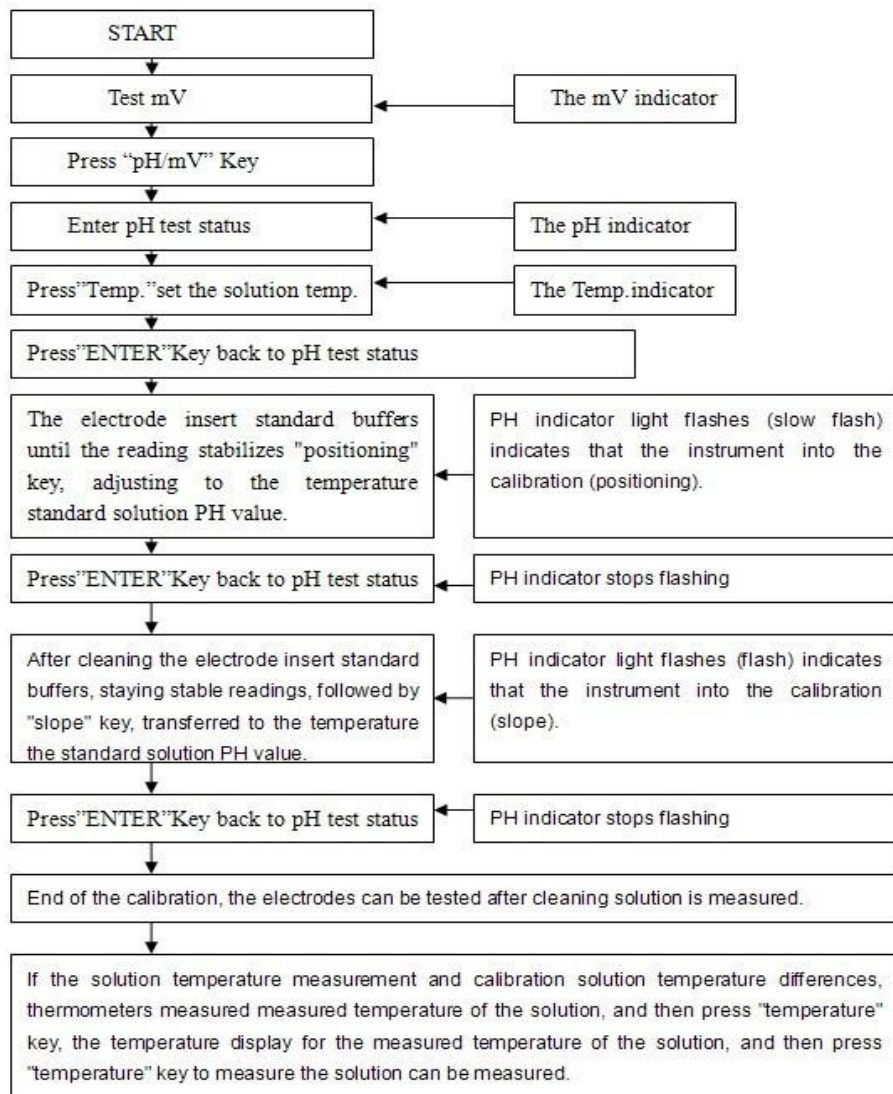 START
Test mV
The mV indicator
Press “pH/mV” Key
Enter pH test status
The pH indicator
Press”Temp.”set the solution temp.
The Temp.indicator
Press”ENTER”Key back to pH test status
The electrode insert standard buffers
until the reading stabilizes "positioning"
key, adjusting to the temperature
standard solution PH value.
PH indicator light flashes (slow flash)
indicates that the instrument into the
calibration (positioning).
Press”ENTER”Key back to pH test status
PH indicator stops flashing
After cleaning the electrode insert standard
buffers, staying stable readings, followed by
"slope" key, transferred to the temperature
the standard solution PH value.
PH indicator light flashes (flash) indicates
that the instrument into the calibration
(slope).
Press”ENTER”Key back to pH test status
PH indicator stops flashing
End of the calibration, the electrodes can be tested after cleaning solution is measured.
If the solution temperature measurement and calibration solution temperature differences,
thermometers measured measured temperature of the solution, and then press "temperature"
key, the temperature display for the measured temperature of the solution, and then press
"temperature" key to measure the solution can be measured.